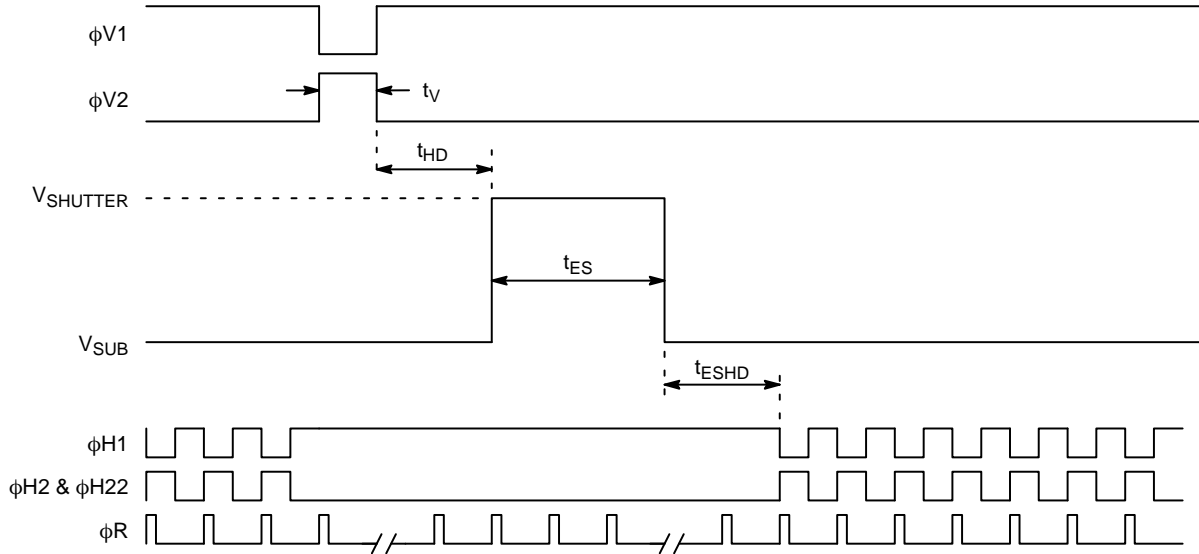 ϕV1
ϕV2
t_V
t_HD
V_SHUTTER
t_ES
V_SUB
t_ESHD
ϕH1
ϕH2 & ϕH22
ϕR